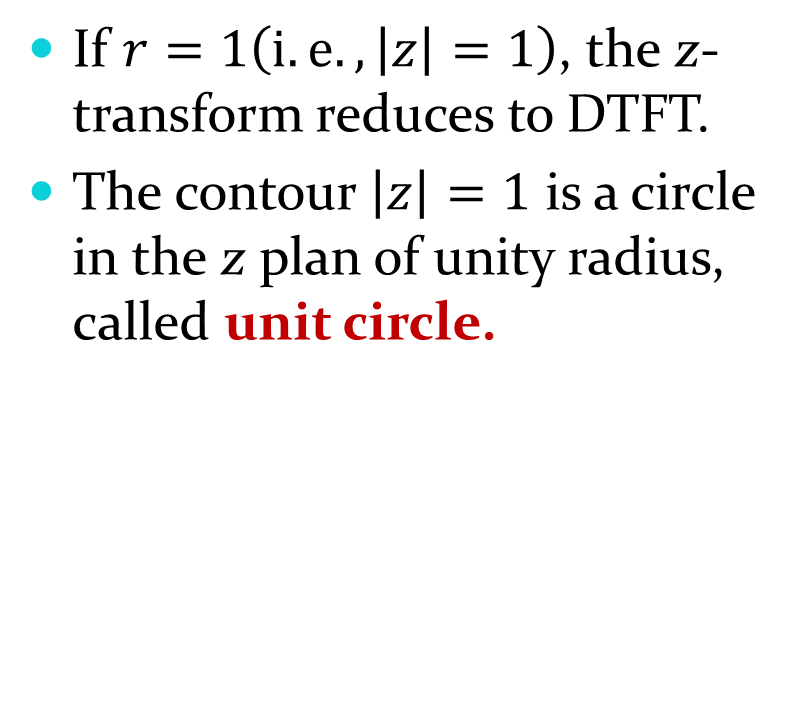 • If r = 1(i.e., |z| = 1), the z-
transform reduces to DTFT.
• The contour |z| = 1 is a circle
in the z plan of unity radius,
called unit circle.